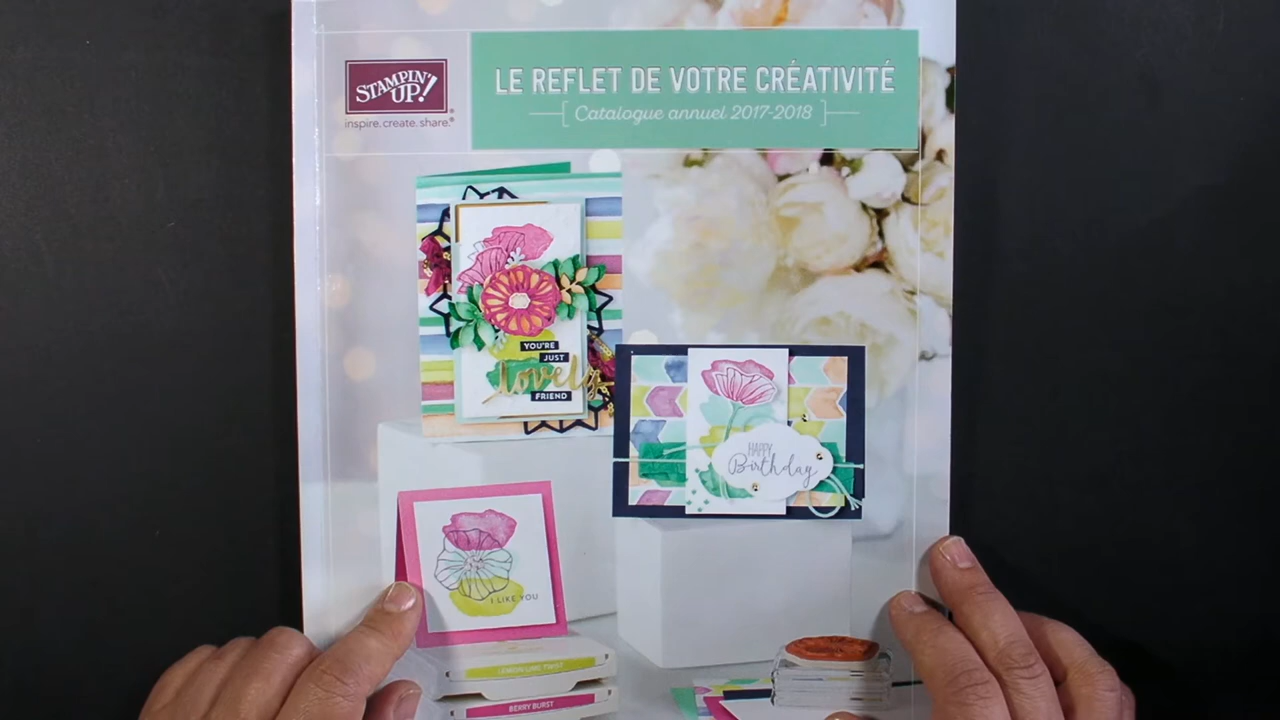 STAMPIN' UP!®
inspire. create. share.®
LE REFLET DE VOTRE CRÉATIVITÉ
Catalogue annuel 2017-2018
YOU'RE
JUST
Lovely
FRIEND
HAPPY
Birthday
I LIKE YOU
LEMON LIME TWIST
BERRY BURST